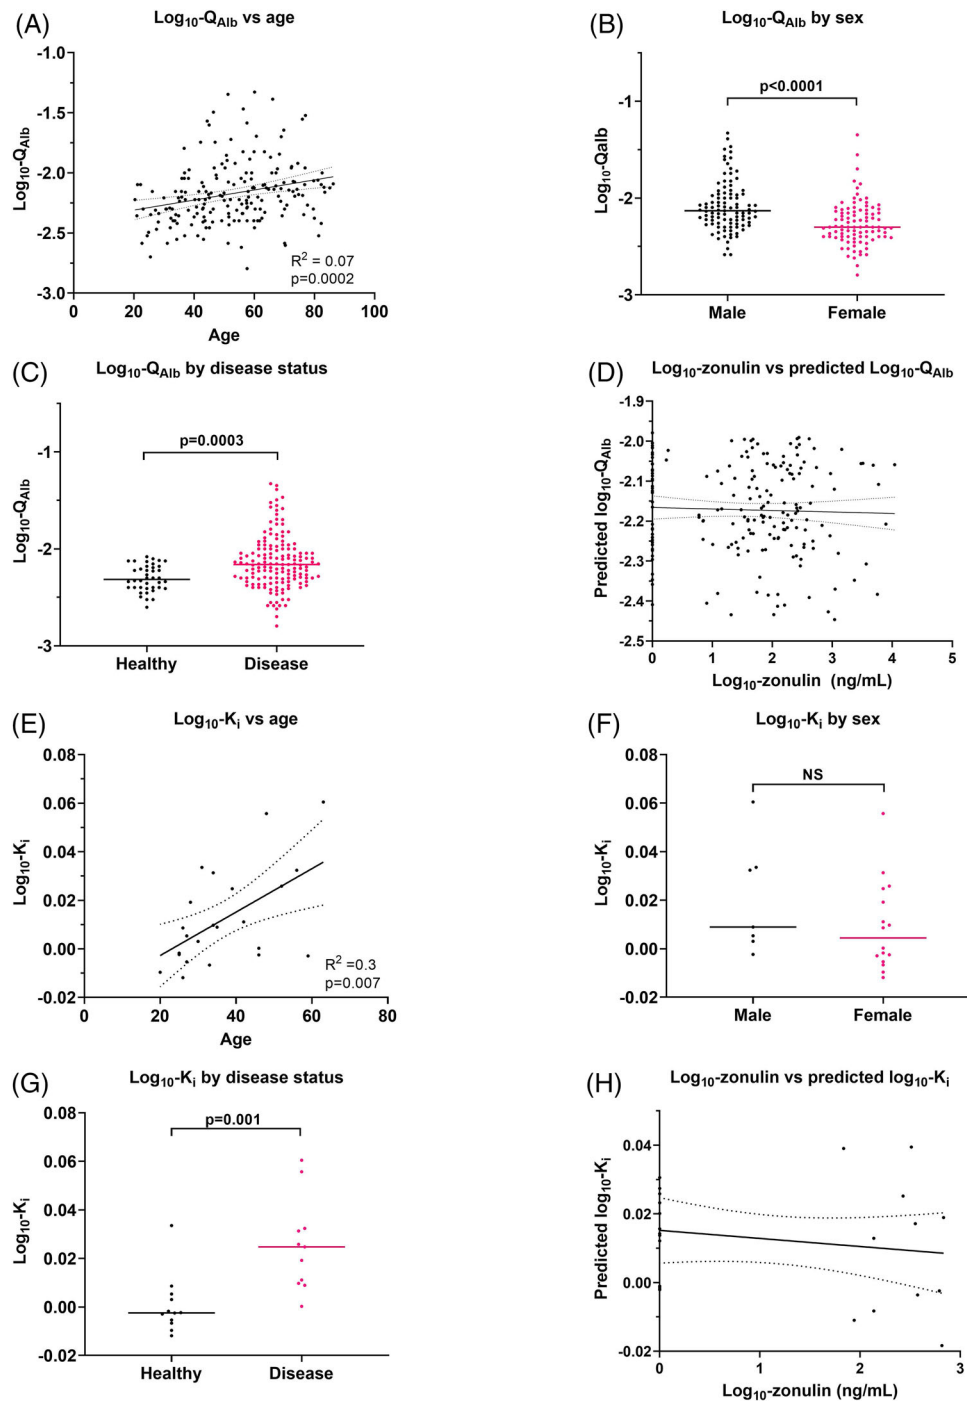 (A)
Log10-QAlb vs age
Log10-QAlb
-1.0
-1.5
-2.0
-2.5
-3.0
R2 = 0.07
p=0.0002
0 20 40 60 80 100
Age
(B)
Log10-QAlb by sex
Log10-Qalb
-1
-2
-3
p<0.0001
Male Female
(C)
Log10-QAlb by disease status
Log10-QAlb
-1
-2
-3
p=0.0003
Healthy Disease
(D)
Log10-zonulin vs predicted Log10-QAlb
Predicted log10-QAlb
-1.9
-2.0
-2.1
-2.2
-2.3
-2.4
-2.5
0 1 2 3 4 5
Log10-zonulin (ng/mL)
(E)
Log10-Ki vs age
Log10-Ki
0.08
0.06
0.04
0.02
0.00
-0.02
R2 =0.3
p=0.007
0 20 40 60 80
Age
(F)
Log10-Ki by sex
Log10-Ki
0.08
0.06
0.04
0.02
0.00
-0.02
NS
Male Female
(G)
Log10-Ki by disease status
Log10-Ki
0.08
0.06
0.04
0.02
0.00
-0.02
p=0.001
Healthy Disease
(H)
Log10-zonulin vs predicted log10-Ki
Predicted log10-Ki
0.04
0.02
0.00
-0.02
0 1 2 3
Log10-zonulin (ng/mL)